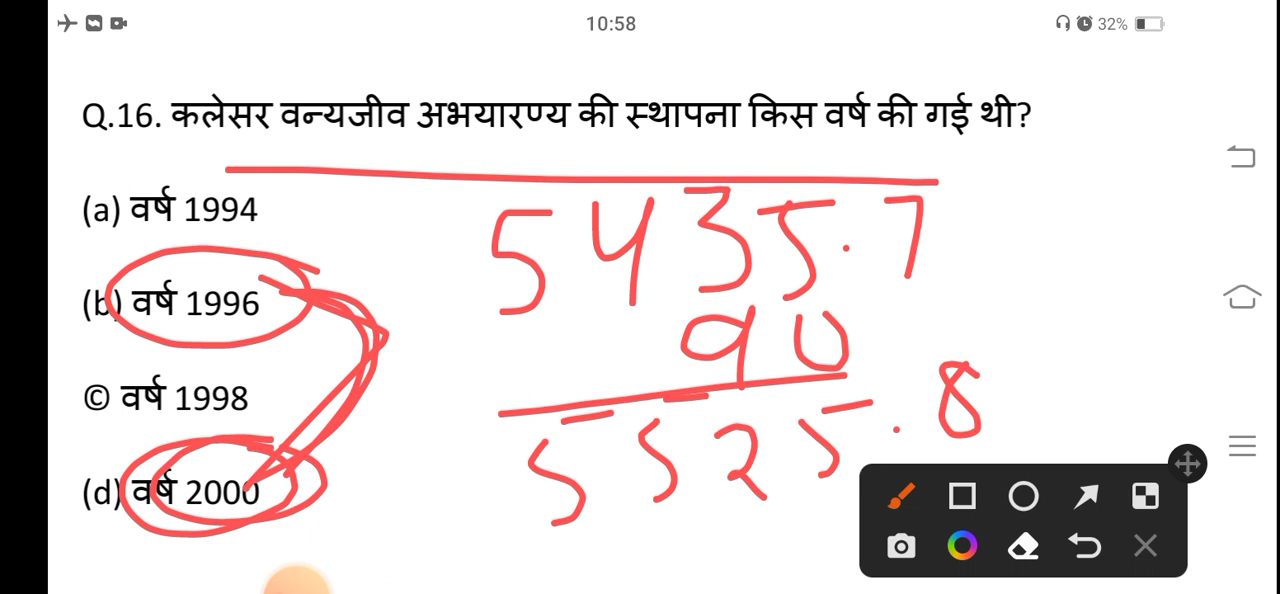 10:58
32%
Q.16. कलेसर वन्यजीव अभयारण्य की स्थापना किस वर्ष की गई थी?
(a) वर्ष 1994
(b) वर्ष 1996
© वर्ष 1998
(d) वर्ष 2000
5435.7
90
5525.8